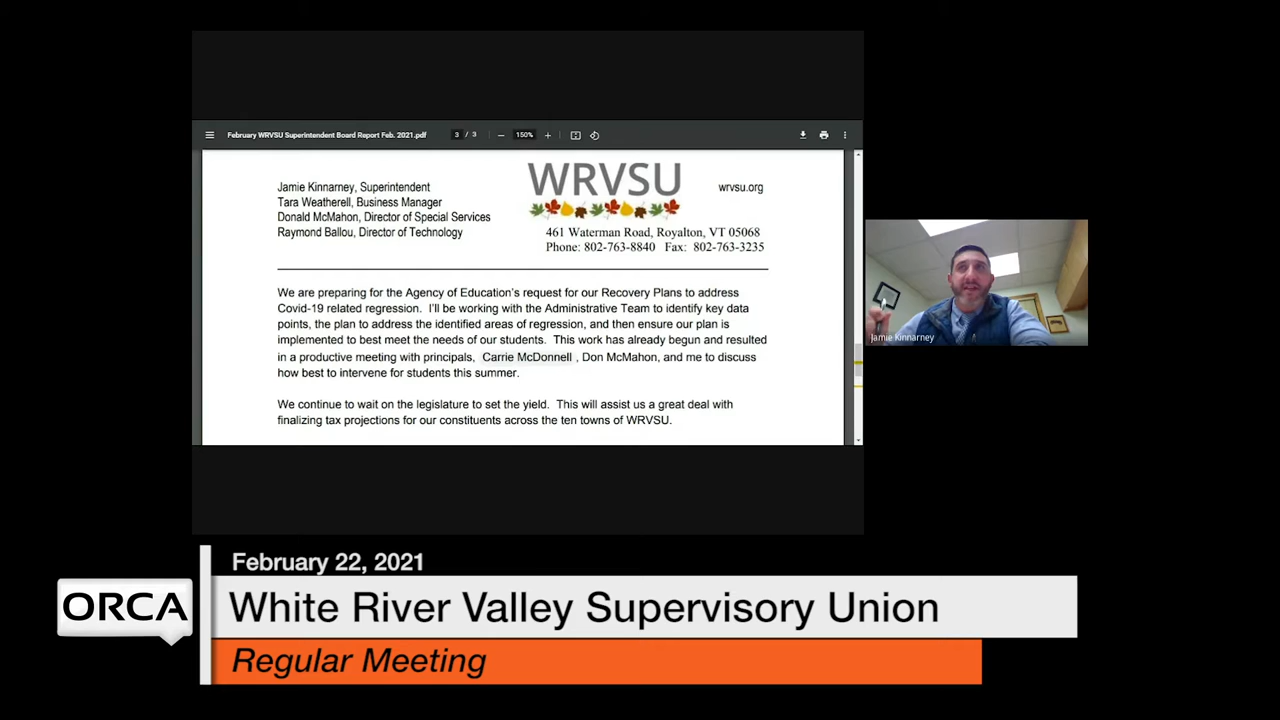 February WRVSU Superintendent Board Report Feb. 2021.pdf
3 / 3
150%
Jamie Kinnarney, Superintendent
Tara Weatherell, Business Manager
Donald McMahon, Director of Special Services
Raymond Ballou, Director of Technology
WRVSU
wrvsu.org
461 Waterman Road, Royalton, VT 05068
Phone: 802-763-8840 Fax: 802-763-3235
We are preparing for the Agency of Education's request for our Recovery Plans to address
Covid-19 related regression. I'll be working with the Administrative Team to identify key data
points, the plan to address the identified areas of regression, and then ensure our plan is
implemented to best meet the needs of our students. This work has already begun and resulted
in a productive meeting with principals, Carrie McDonnell , Don McMahon, and me to discuss
how best to intervene for students this summer.
We continue to wait on the legislature to set the yield. This will assist us a great deal with
finalizing tax projections for our constituents across the ten towns of WRVSU.
Jamie Kinnarney
February 22, 2021
ORCA
White River Valley Supervisory Union
Regular Meeting